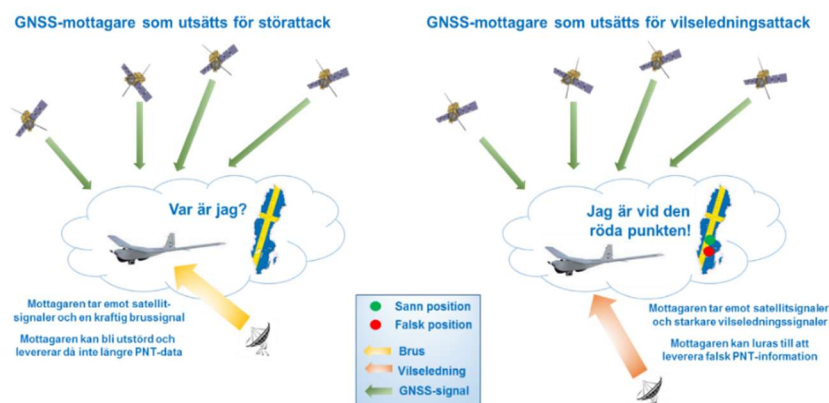 GNSS-mottagare som utsätts för störattack
GNSS-mottagare som utsätts för vilseledningsattack
Var är jag?
Jag är vid den
röda punkten!
Mottagaren tar emot satellit-
signaler och en kraftig brussignal
Mottagaren kan bli utstörd och
levererar då inte längre PNT-data
Sann position
Falsk position
Brus
Vilseledning
GNSS-signal
Mottagaren tar emot satellitsignaler
och starkare vilseledningssignaler
Mottagaren kan luras till att
leverera falsk PNT-information